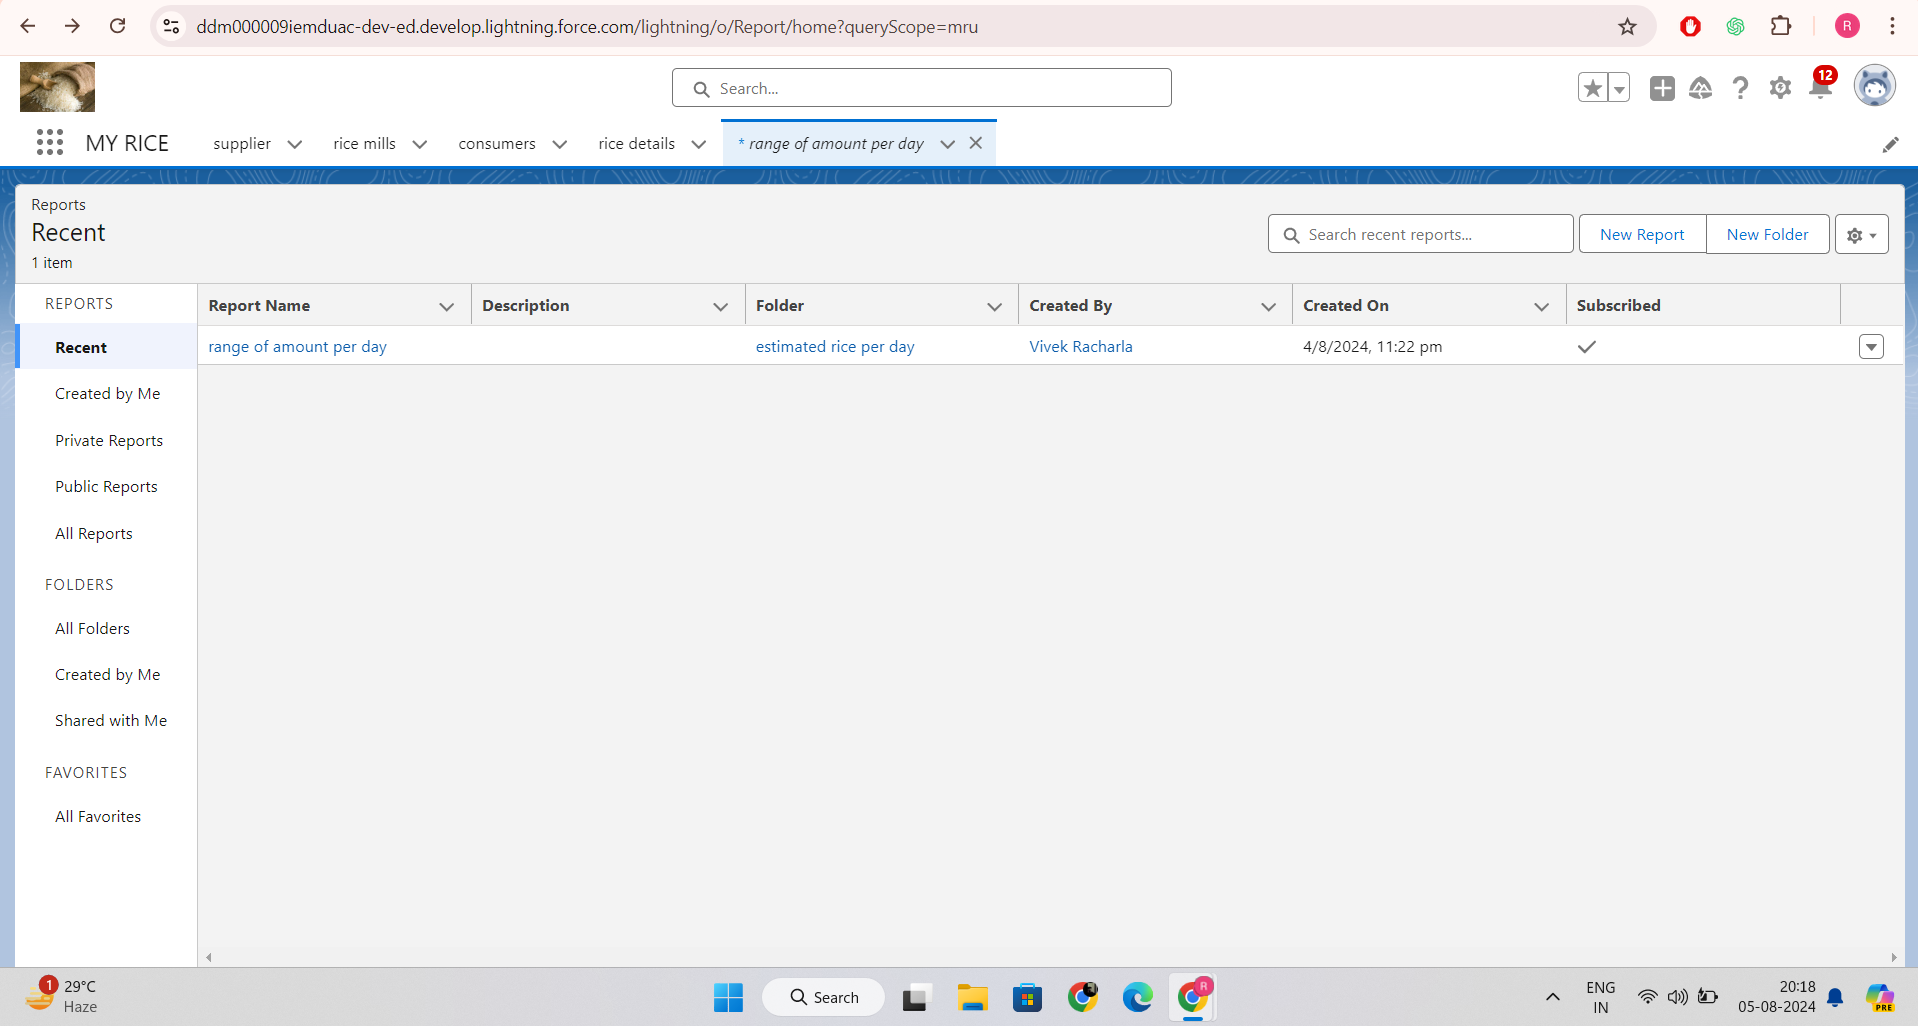 ddm000009iemduac-dev-ed.develop.lightning.force.com/lightning/o/Report/home?queryScope=mru
R
Search...
12
MY RICE
supplier
rice mills
consumers
rice details
* range of amount per day
Reports
Recent
1 item
Search recent reports...
New Report
New Folder
REPORTS
Recent
Created by Me
Private Reports
Public Reports
All Reports
FOLDERS
All Folders
Created by Me
Shared with Me
FAVORITES
All Favorites
Report Name Description Folder Created By Created On Subscribed
range of amount per day estimated rice per day Vivek Racharla 4/8/2024, 11:22 pm
1
29°C
Haze
Search
R
ENG
IN
20:18
05-08-2024
PRE